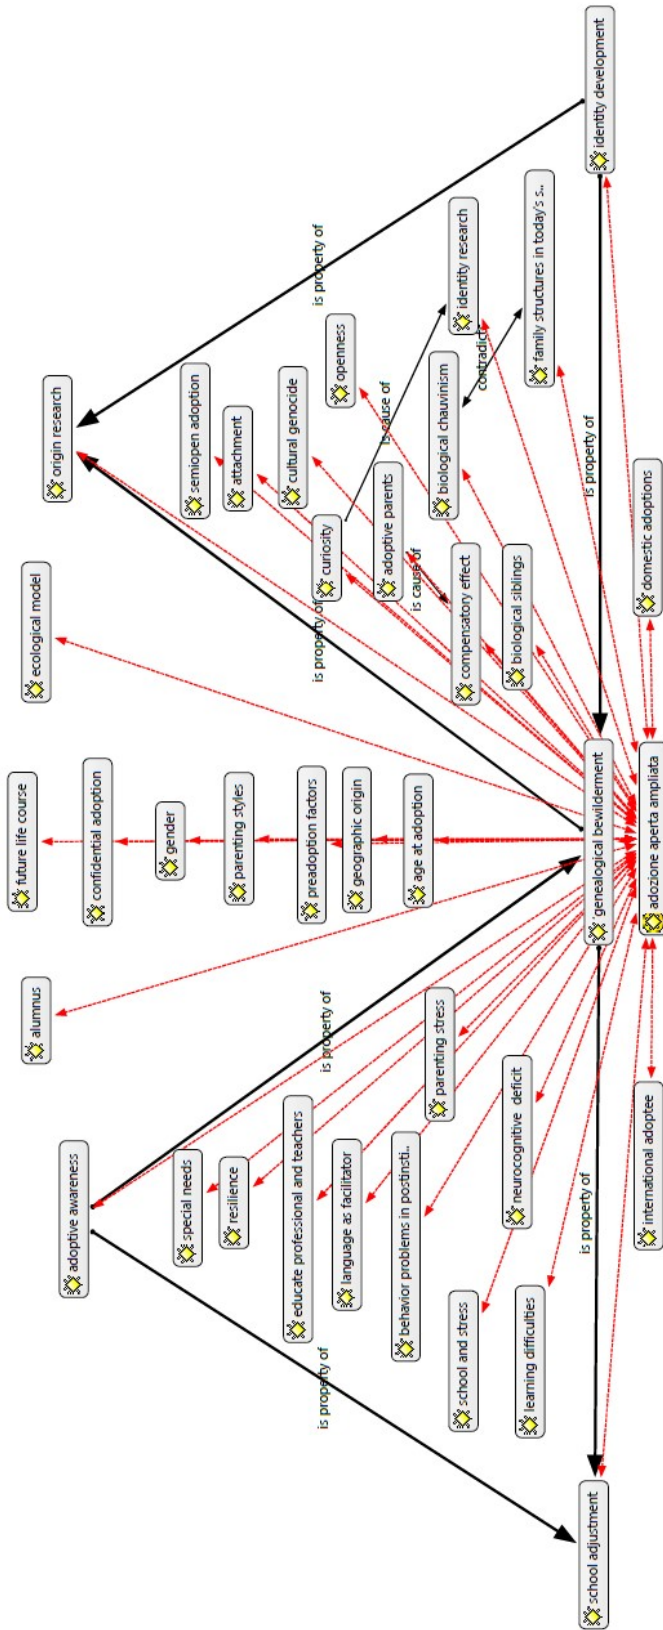 future life course
alumnus
ecological model
adoptive awareness
origin research
confidential adoption
gender
special needs
semiopen adoption
resilience
parenting styles
attachment
educate professional and teachers
cultural genocide
preadoption factors
is property of
is property of
is property of
is property of
curiosity
openness
language as facilitator
geographic origin
adoptive parents
is cause of
behavior problems in postinsti..
age at adoption
is cause of
parenting stress
biological chauvinism
school and stress
compensatory effect
identity research
contradicts
neurocognitive deficit
biological siblings
learning difficulties
family structures in today's s..
is property of
is property of
school adjustment
genealogical bewilderment
identity development
international adoptee
adozione aperta ampliata
domestic adoptions